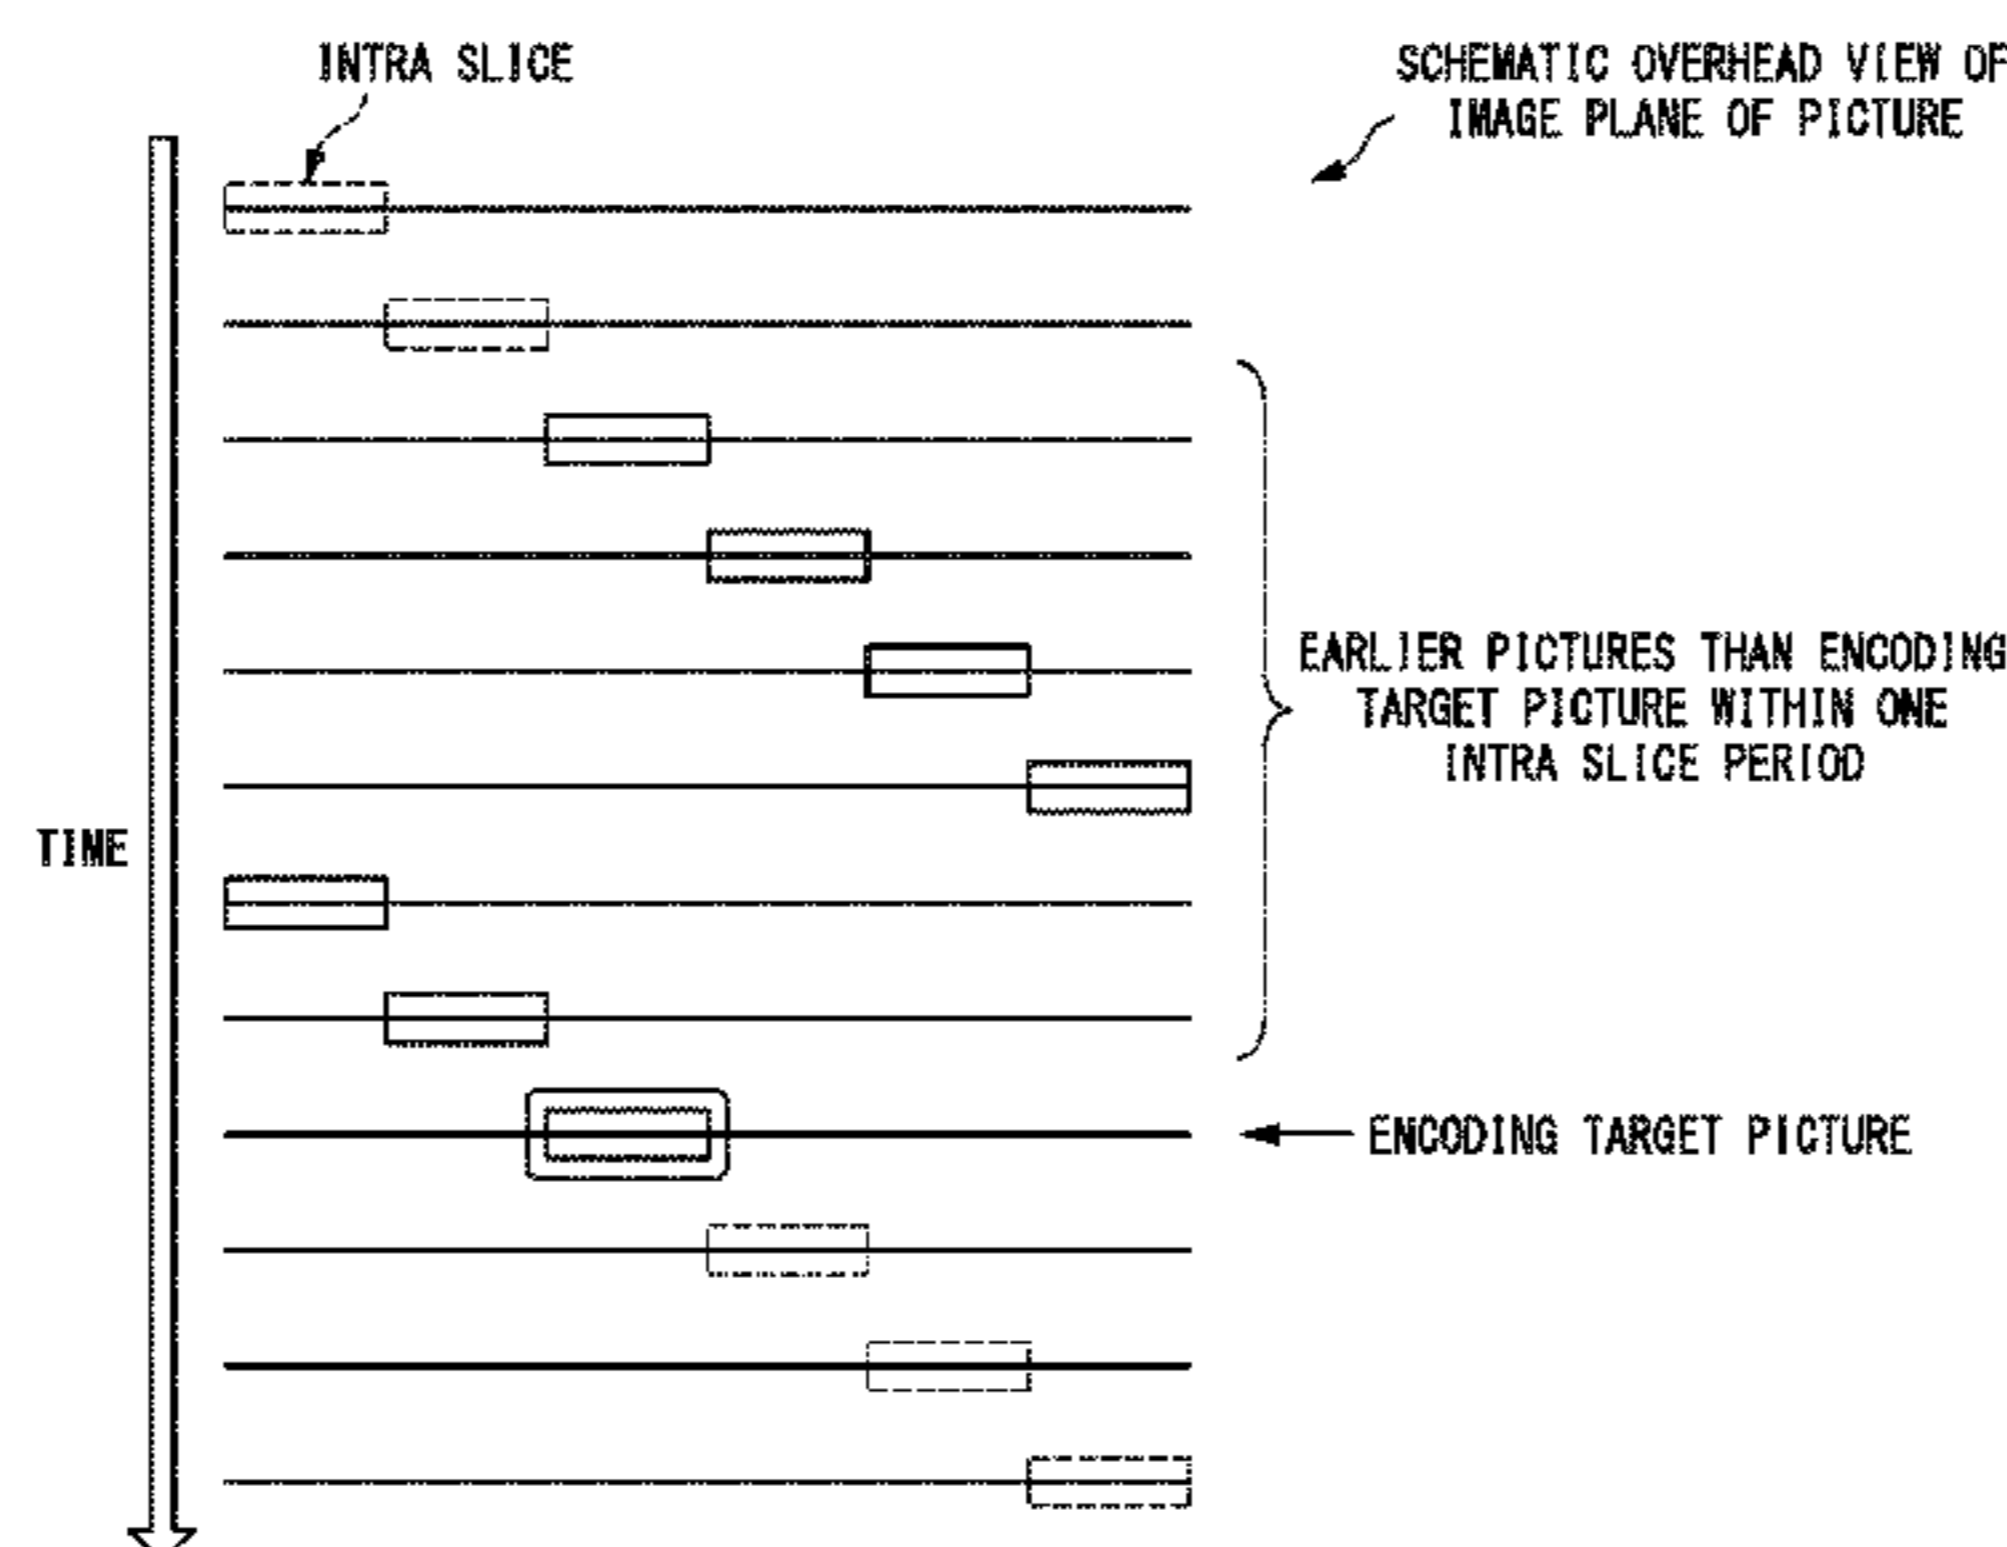 INTRA SLICE
SCHEMATIC OVERHEAD VIEW OF
IMAGE PLANE OF PICTURE
EARLIER PICTURES THAN ENCODING
TARGET PICTURE WITHIN ONE
INTRA SLICE PERIOD
TIME
ENCODING TARGET PICTURE